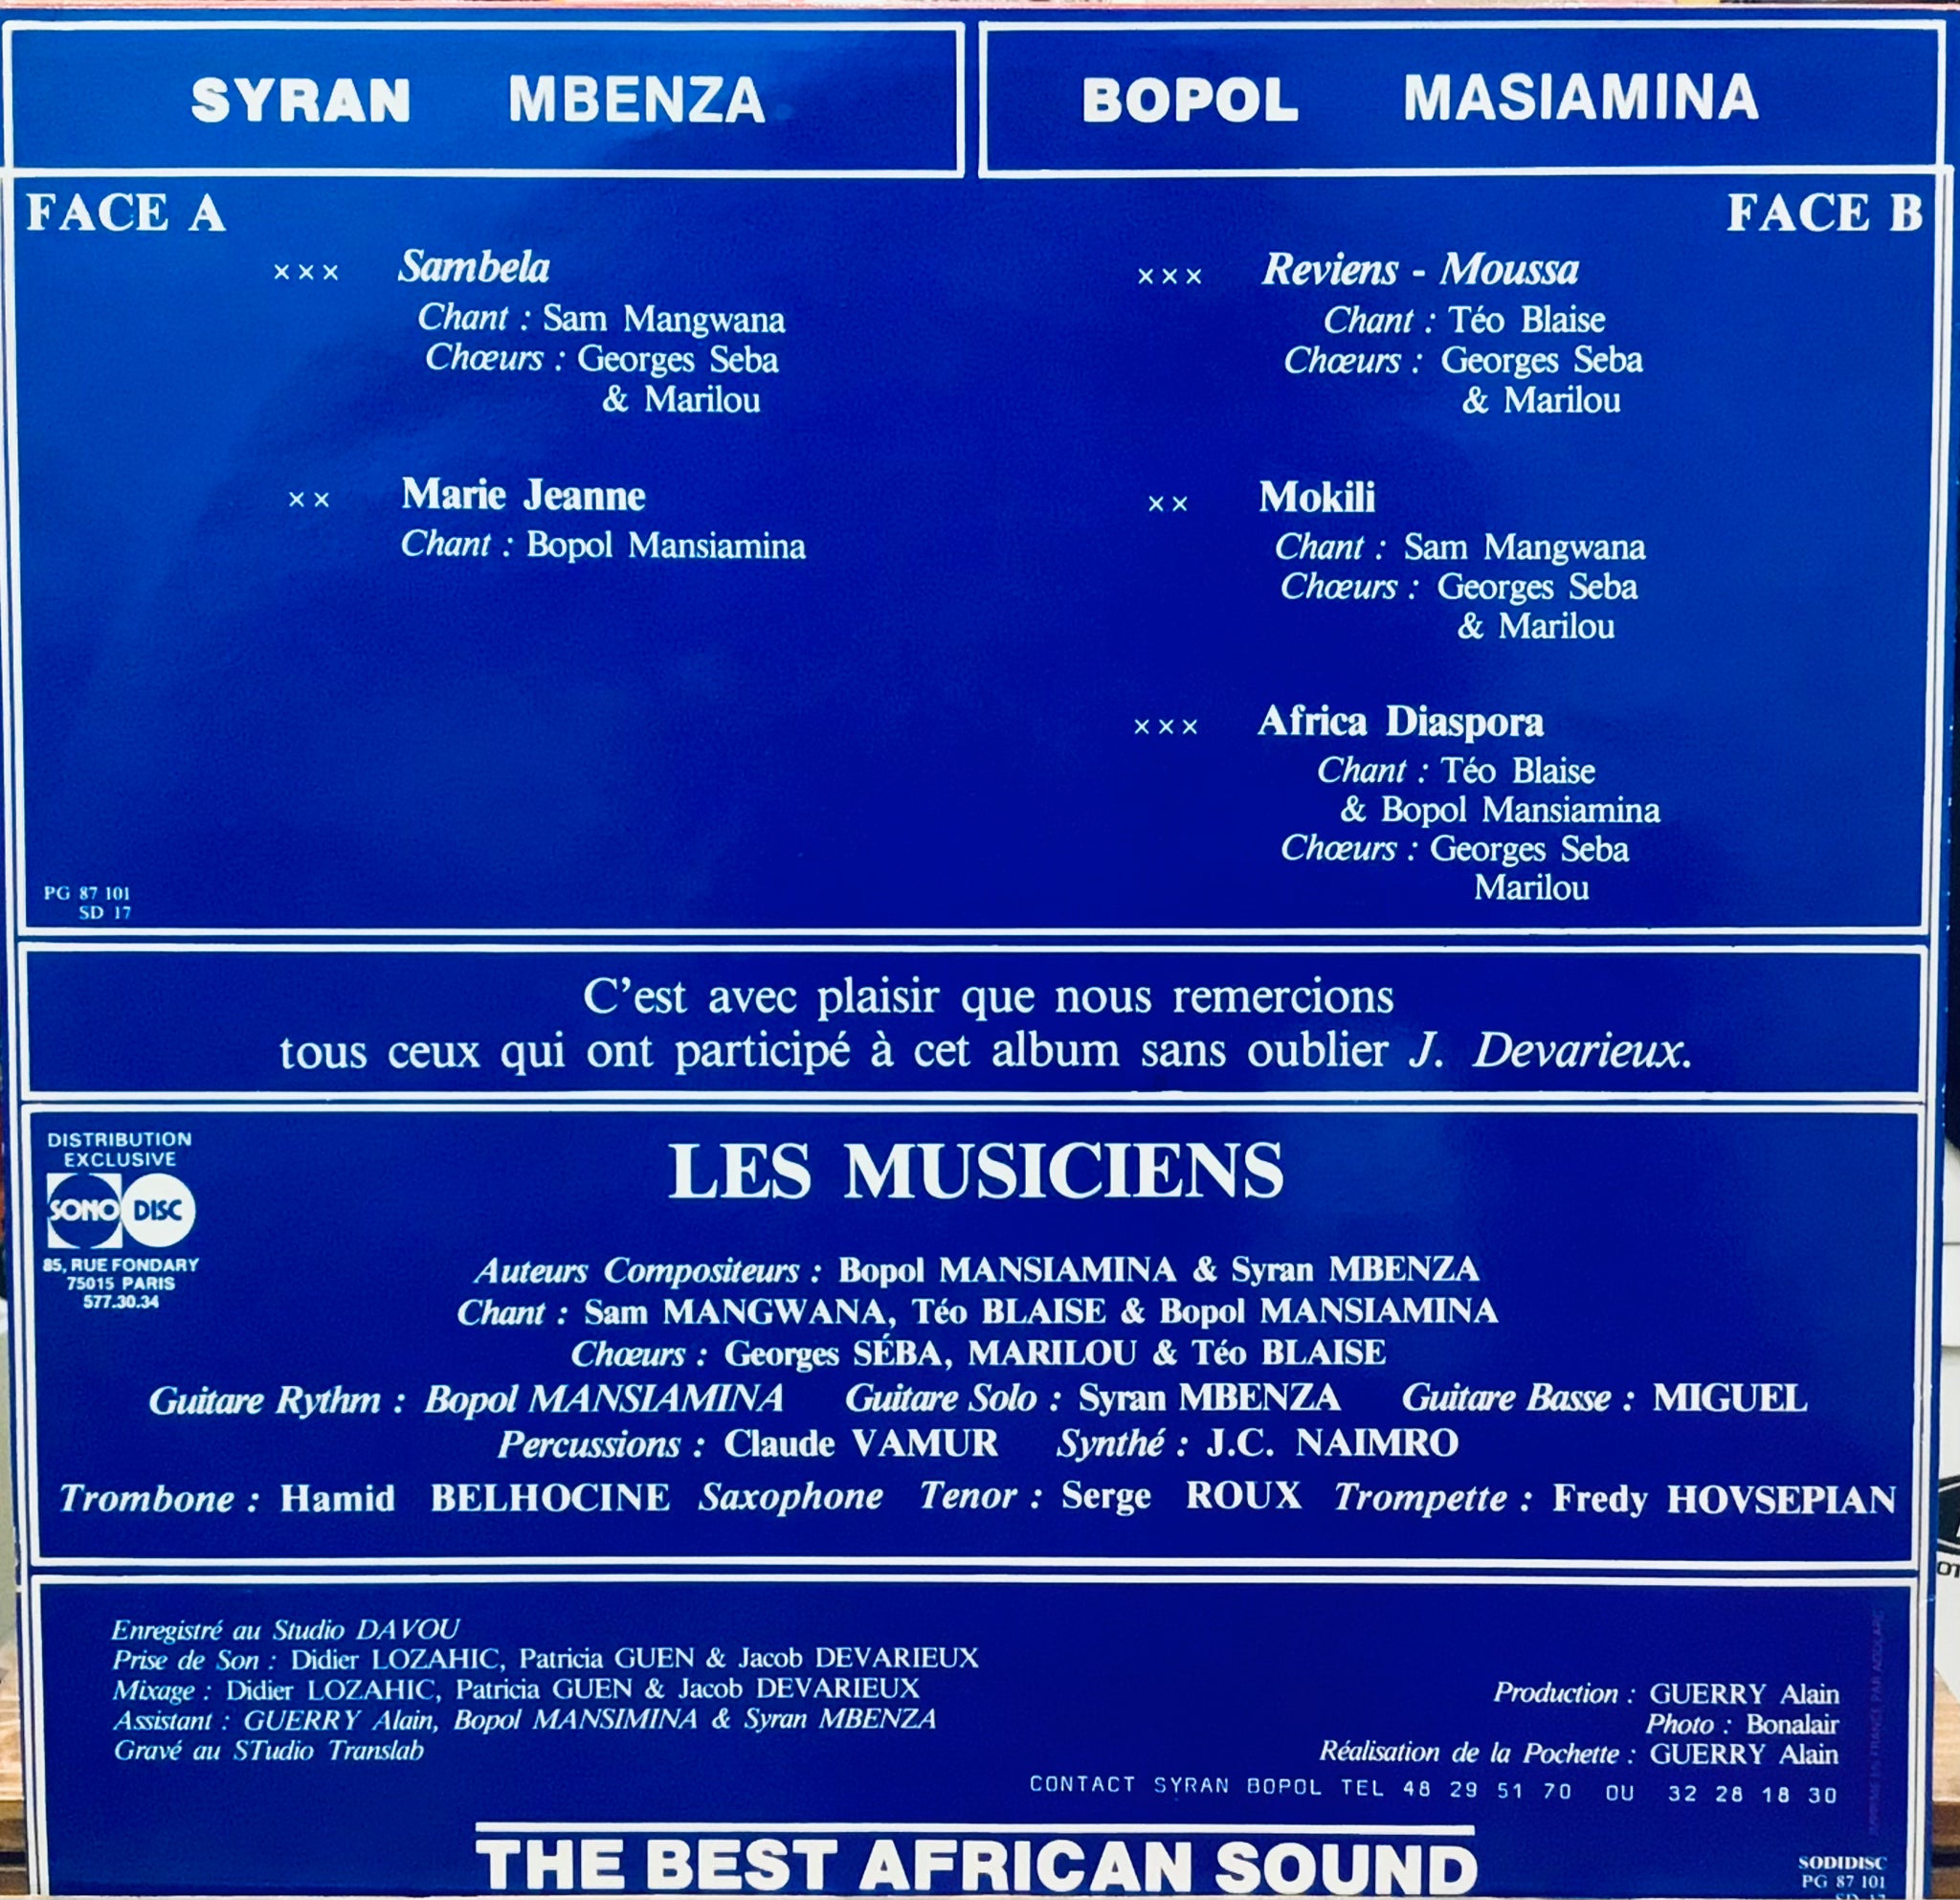 SYRAN MBENZA
BOPOL MASIAMINA
FACE A
××× Sambela
Chant : Sam Mangwana
Chœurs : Georges Seba
& Marilou
×× Marie Jeanne
Chant : Bopol Mansiamina
PG 87 101
SD 17
FACE B
××× Reviens - Moussa
Chant : Téo Blaise
Chœurs : Georges Seba
& Marilou
×× Mokili
Chant : Sam Mangwana
Chœurs : Georges Seba
& Marilou
××× Africa Diaspora
Chant : Téo Blaise
& Bopol Mansiamina
Chœurs : Georges Seba
Marilou
C'est avec plaisir que nous remercions
tous ceux qui ont participé à cet album sans oublier J. Devarieux.
DISTRIBUTION
EXCLUSIVE
SONO DISC
85, RUE FONDARY
75015 PARIS
577.30.34
LES MUSICIENS
Auteurs Compositeurs : Bopol MANSIAMINA & Syran MBENZA
Chant : Sam MANGWANA, Téo BLAISE & Bopol MANSIAMINA
Chœurs : Georges SÉBA, MARILOU & Téo BLAISE
Guitare Rythm : Bopol MANSIAMINA Guitare Solo : Syran MBENZA Guitare Basse : MIGUEL
Percussions : Claude VAMUR Synthé : J.C. NAIMRO
Trombone : Hamid BELHOCINE Saxophone Tenor : Serge ROUX Trompette : Fredy HOVSEPIAN
Enregistré au Studio DAVOU
Prise de Son : Didier LOZAHIC, Patricia GUEN & Jacob DEVARIEUX
Mixage : Didier LOZAHIC, Patricia GUEN & Jacob DEVARIEUX
Assistant : GUERRY Alain, Bopol MANSIMINA & Syran MBENZA
Gravé au STudio Translab
Production : GUERRY Alain
Photo : Bonalair
Réalisation de la Pochette : GUERRY Alain
CONTACT SYRAN BOPOL TEL 48 29 51 70 OU 32 28 18 30
THE BEST AFRICAN SOUND
SODIDISC
PG 87 101
SD 17